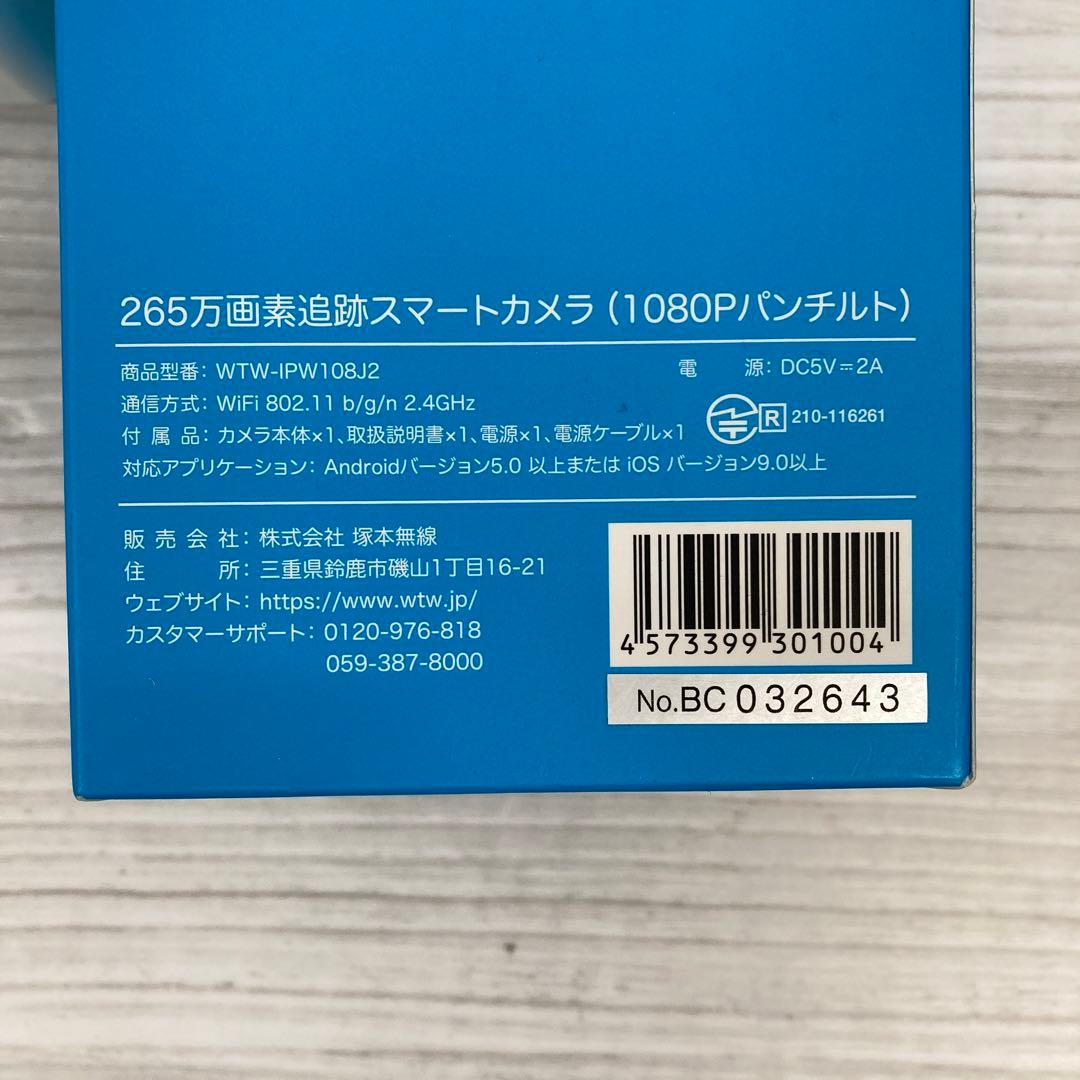 265万画素追跡スマートカメラ（1080Pパンチルト）
商品型番：WTW-IPW108J2
電　源：DC5V⎓2A
通信方式：WiFi 802.11 b/g/n 2.4GHz
付属品：カメラ本体×1、取扱説明書×1、電源×1、電源ケーブル×1
R 210-116261
対応アプリケーション：Androidバージョン5.0 以上または iOS バージョン9.0以上
販売会社：株式会社 塚本無線
住　所：三重県鈴鹿市磯山1丁目16-21
ウェブサイト：https://www.wtw.jp/
カスタマーサポート：0120-976-818
059-387-8000
4 573399 301004
No.BC 032643